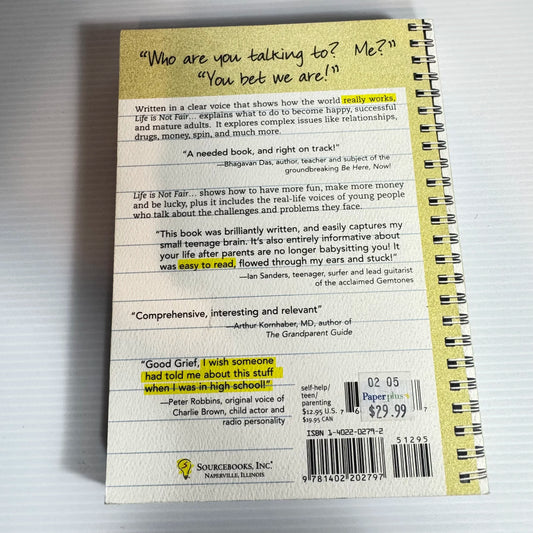 “Who are you talking to? Me?”
“You bet we are!”
Written in a clear voice that shows how the world really works,
Life is Not Fair... explains what to do to become happy, successful
and mature adults. It explores complex issues like relationships,
drugs, money, spin, and much more.
“A needed book, and right on track!”
—Bhagavan Das, author, teacher and subject of the
groundbreaking Be Here, Now!
Life is Not Fair... shows how to have more fun, make more money
and be lucky, plus it includes the real-life voices of young people
who talk about the challenges and problems they face.
“This book was brilliantly written, and easily captures my
small teenage brain. It’s also entirely informative about
your life after parents are no longer babysitting you! It
was easy to read, flowed through my ears and stuck!”
—Ian Sanders, teenager, surfer and lead guitarist
of the acclaimed Gemtones
“Comprehensive, interesting and relevant”
—Arthur Kornhaber, MD, author of
The Grandparent Guide
“Good Grief, I wish someone
had told me about this stuff
when I was in high school!”
—Peter Robbins, original voice of
Charlie Brown, child actor and
radio personality
self-help/
teen/
parenting
$12.95 U.S.
$19.95 CAN
7
6
02 05
Paperplus+
$29.99
7
ISBN 1-4022-0279-2
51295
9 781402 202797
SOURCEBOOKS, INC.®
NAPERVILLE, ILLINOIS